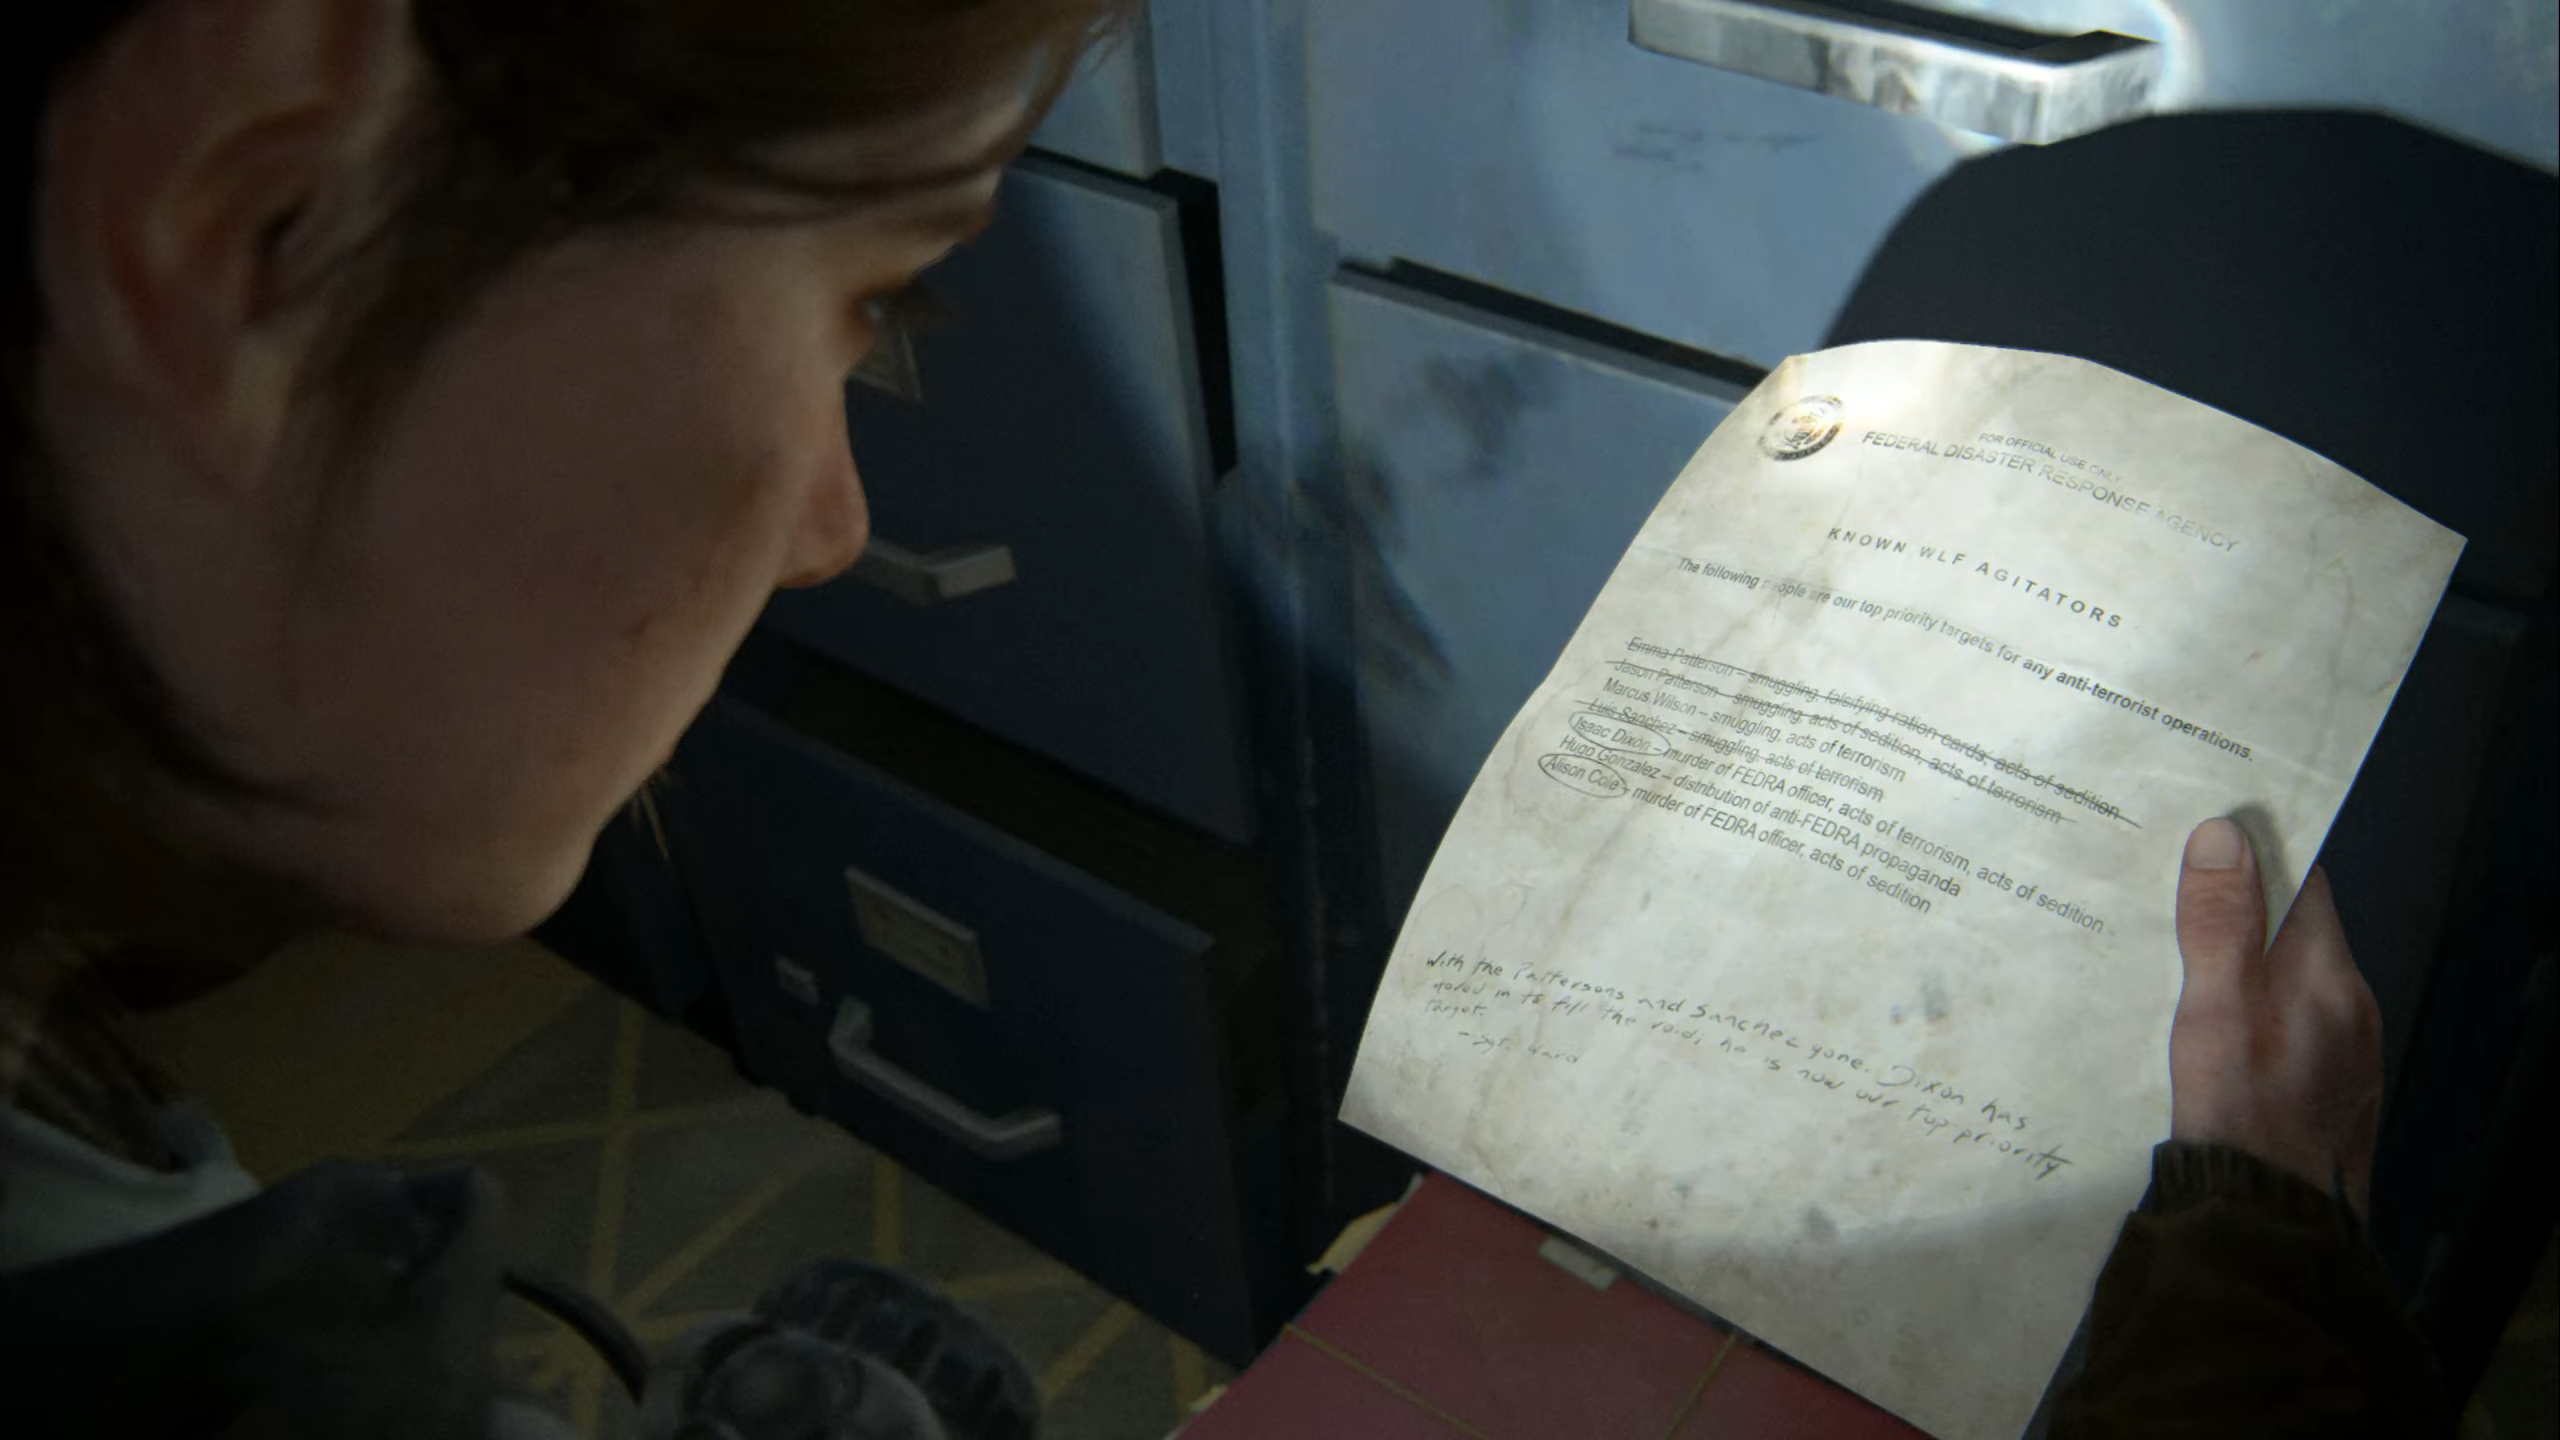 FOR OFFICIAL USE ONLY
FEDERAL DISASTER RESPONSE AGENCY
KNOWN WLF AGITATORS
The following people are our top priority targets for any anti-terrorist operations.
Emma Patterson – smuggling, falsifying ration cards, acts of sedition
Jason Patterson – smuggling, acts of sedition, acts of terrorism
Marcus Wilson – smuggling, acts of terrorism
Luis Sanchez – smuggling, acts of terrorism
Isaac Dixon – murder of FEDRA officer, acts of terrorism, acts of sedition
Hugo Gonzalez – distribution of anti-FEDRA propaganda
Alison Cole – murder of FEDRA officer, acts of sedition
With the Pattersons and Sanchez gone, Dixon has
moved in to fill the void, he is now our top priority
target.
- Sgt. Ward